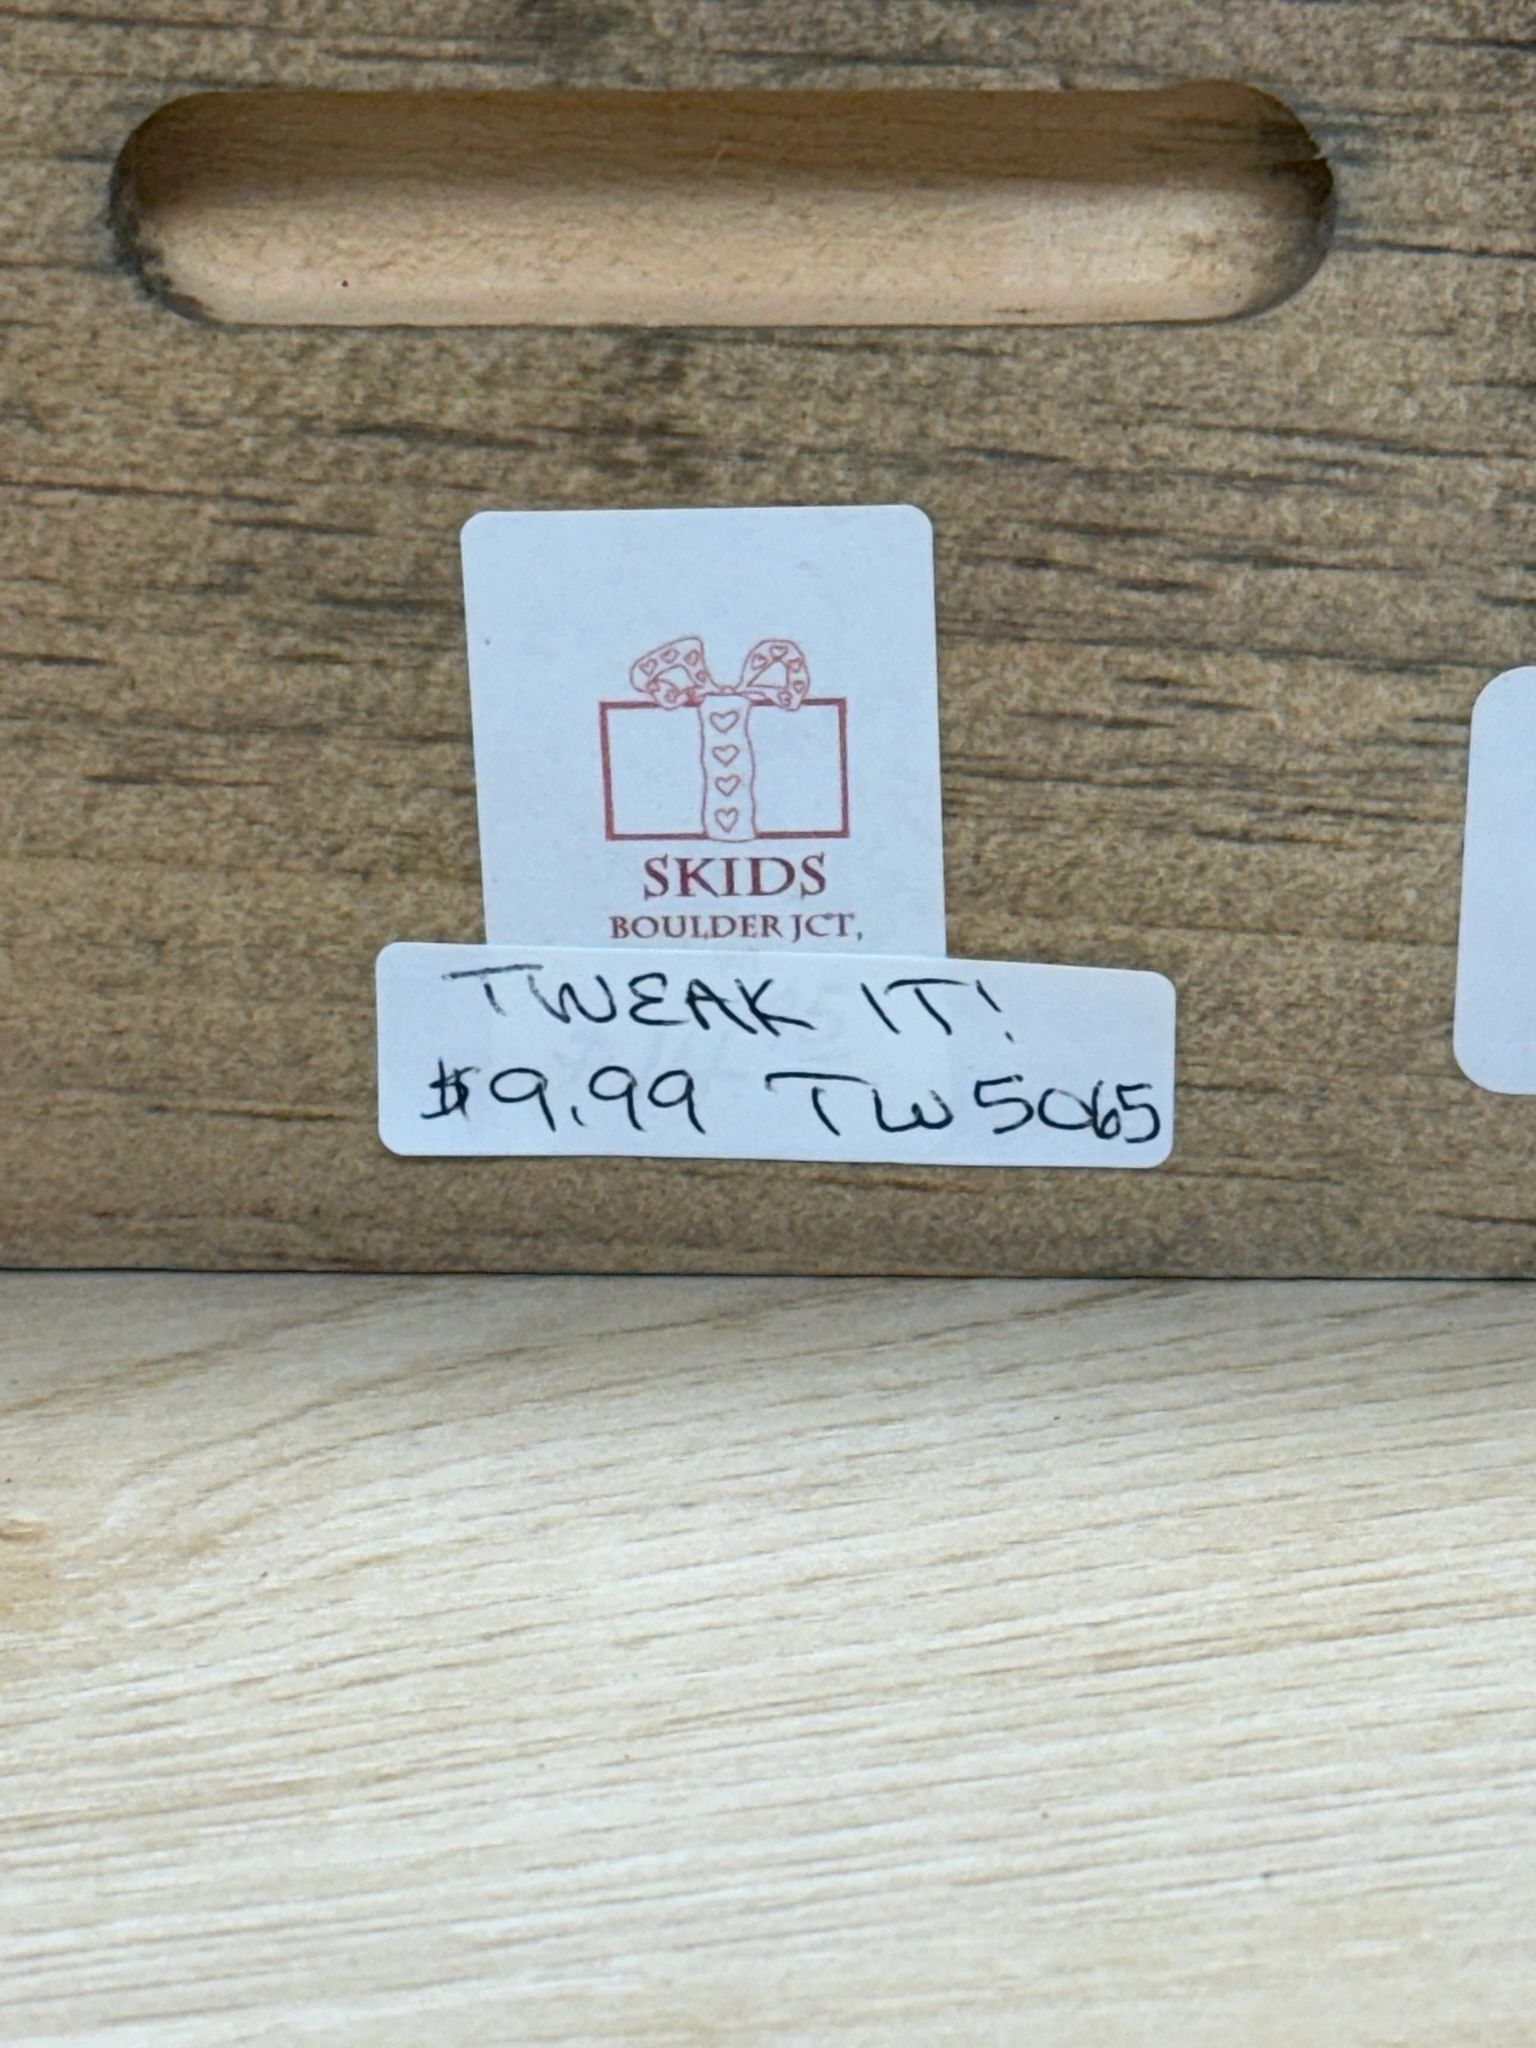 SKIDS
BOULDER JCT,
TWEAK IT!
$9.99 TW5065